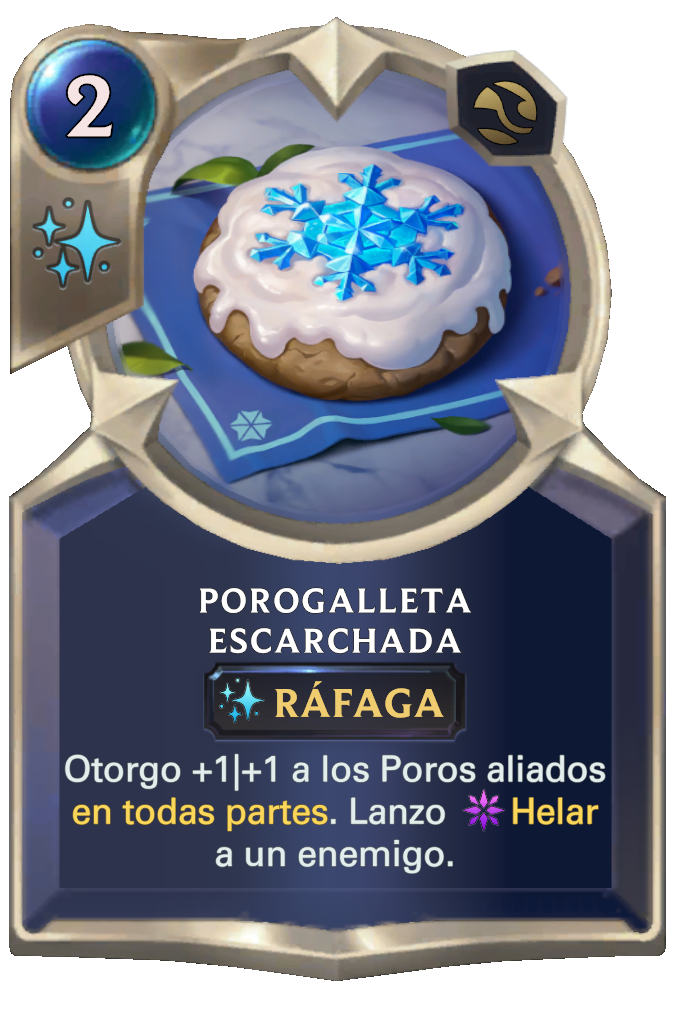 2
POROGALLETA
ESCARCHADA
RÁFAGA
Otorgo +1|+1 a los Poros aliados
en todas partes. Lanzo Helar
a un enemigo.